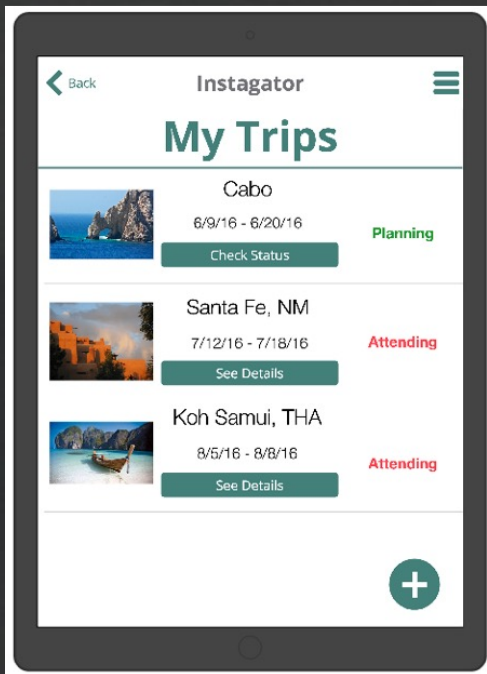 Back
Instagator
My Trips
Cabo
6/9/16 - 6/20/16
Planning
Check Status
Santa Fe, NM
7/12/16 - 7/18/16
Attending
See Details
Koh Samui, THA
8/5/16 - 8/8/16
Attending
See Details